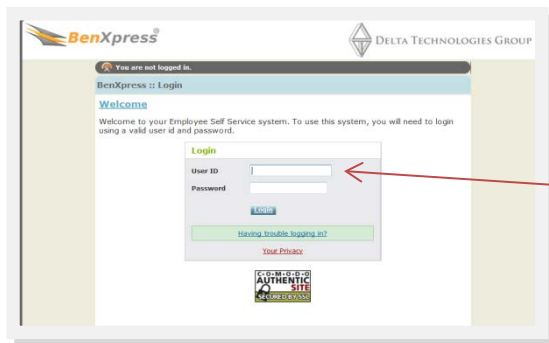 BenXpress®
DELTA TECHNOLOGIES GROUP
You are not logged in.
BenXpress :: Login
Welcome
Welcome to your Employee Self Service system. To use this system, you will need to login
using a valid user id and password.
Login
User ID
Password
Login
Having trouble logging in?
Your Privacy
C·O·M·O·D·O
AUTHENTIC
SITE
SECURED BY SSL